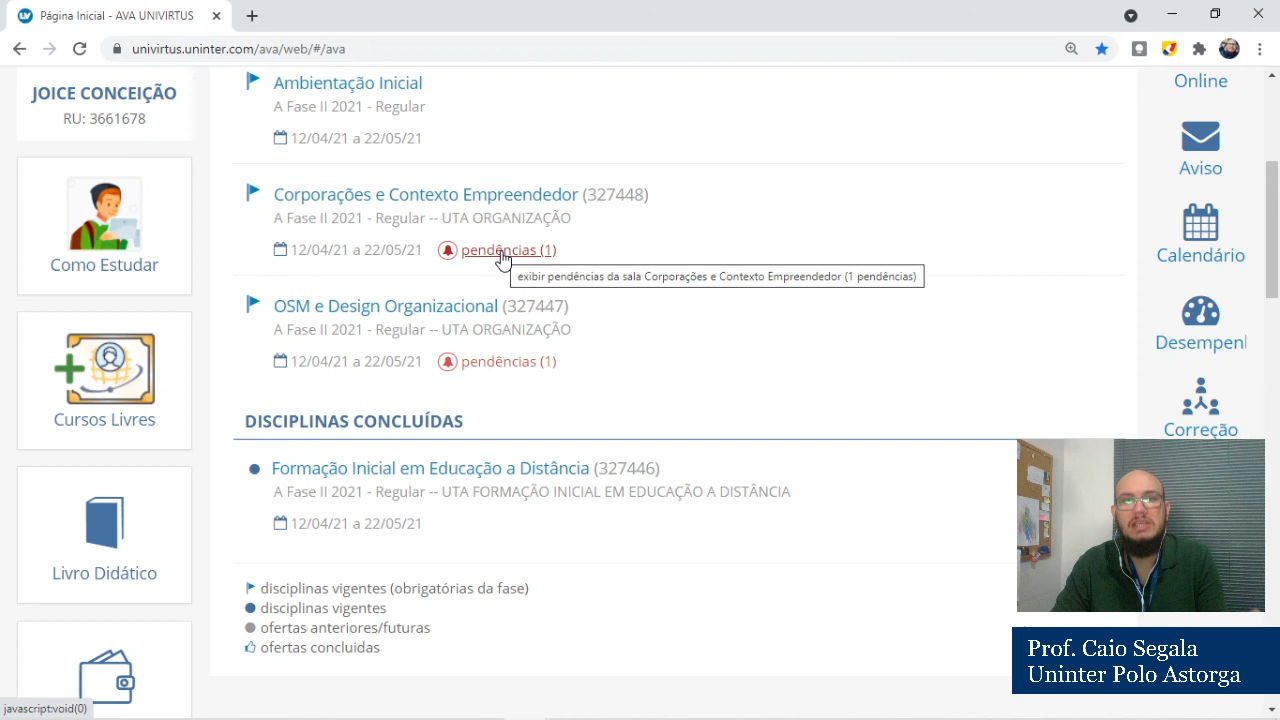 Página Inicial - AVA UNIVIRTUS
univirtus.uninter.com/ava/web/#/ava
JOICE CONCEIÇÃO
RU: 3661678
Como Estudar
Cursos Livres
Livro Didático
Ambientação Inicial
A Fase II 2021 - Regular
12/04/21 a 22/05/21
Corporações e Contexto Empreendedor (327448)
A Fase II 2021 - Regular -- UTA ORGANIZAÇÃO
12/04/21 a 22/05/21 pendências (1)
exibir pendências da sala Corporações e Contexto Empreendedor (1 pendências)
OSM e Design Organizacional (327447)
A Fase II 2021 - Regular -- UTA ORGANIZAÇÃO
12/04/21 a 22/05/21 pendências (1)
DISCIPLINAS CONCLUÍDAS
Formação Inicial em Educação a Distância (327446)
A Fase II 2021 - Regular -- UTA FORMAÇÃO INICIAL EM EDUCAÇÃO A DISTÂNCIA
12/04/21 a 22/05/21
disciplinas vigentes (obrigatórias da fase)
disciplinas vigentes
ofertas anteriores/futuras
ofertas concluidas
Online
Aviso
Calendário
Desempenl
Correção
Prof. Caio Segala
Uninter Polo Astorga
javascript:void(0)